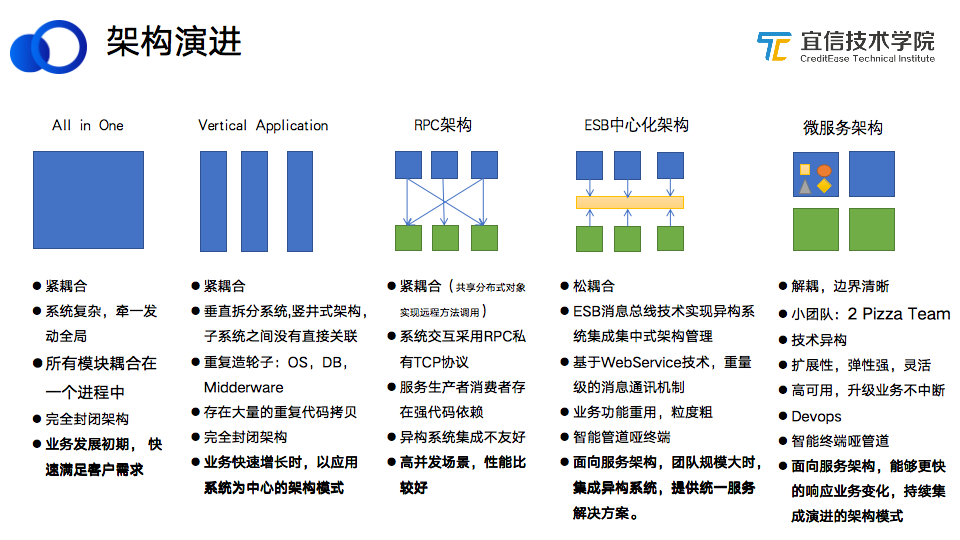 架构演进
宜信技术学院
CreditEase Technical Institute
All in One
紧耦合
系统复杂，牵一发
动全局
所有模块耦合在
一个进程中
完全封闭架构
业务发展初期， 快
速满足客户需求
Vertical Application
紧耦合
垂直拆分系统,竖井式架构，
子系统之间没有直接关联
重复造轮子：OS，DB，
Midderware
存在大量的重复代码拷贝
完全封闭架构
业务快速增长时，以应用
系统为中心的架构模式
RPC架构
紧耦合（共享分布式对象
实现远程方法调用）
系统交互采用RPC私
有TCP协议
服务生产者消费者存
在强代码依赖
异构系统集成不友好
高并发场景，性能比
较好
ESB中心化架构
松耦合
ESB消息总线技术实现异构系
统集成集中式架构管理
基于WebService技术，重量
级的消息通讯机制
业务功能重用，粒度粗
智能管道哑终端
面向服务架构，团队规模大时，
集成异构系统，提供统一服务
解决方案。
微服务架构
解耦，边界清晰
小团队：2 Pizza Team
技术异构
扩展性，弹性强，灵活
高可用，升级业务不中断
Devops
智能终端哑管道
面向服务架构，能够更快
的响应业务变化，持续集
成演进的架构模式